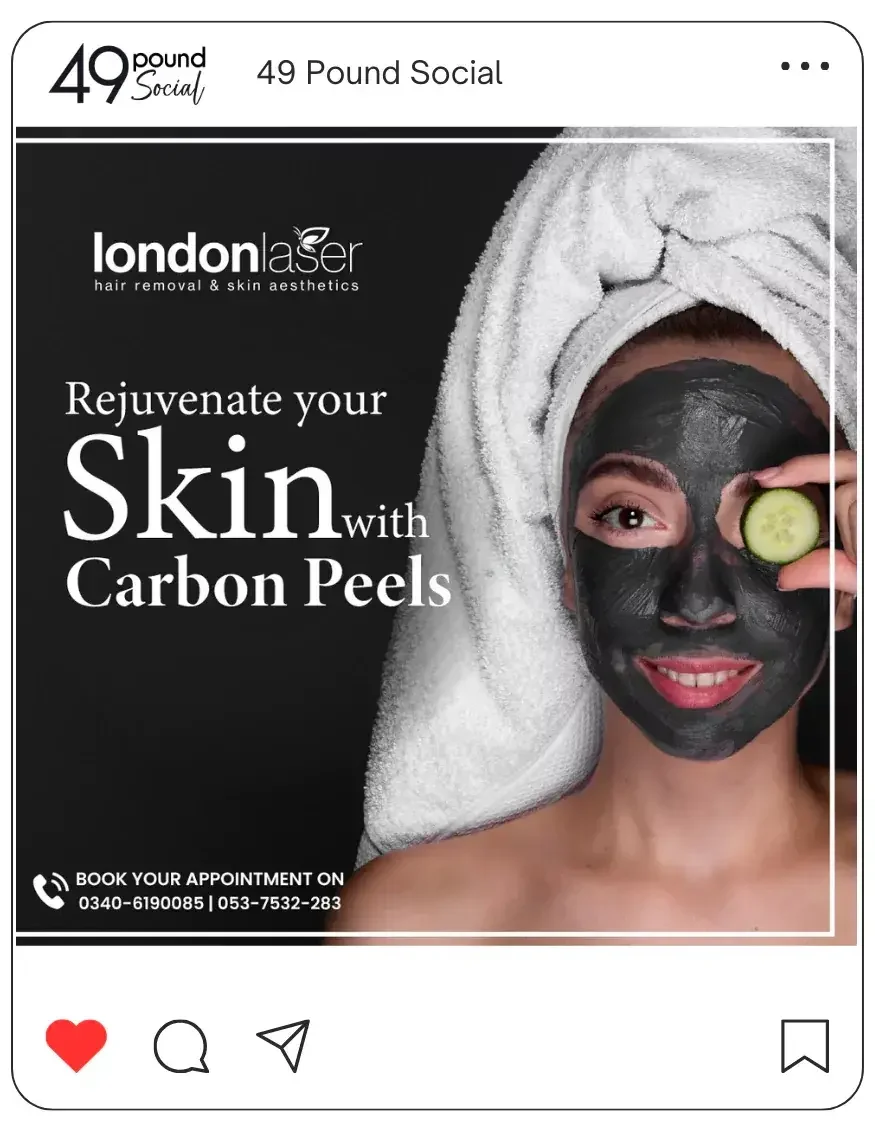 49 pound
Social
49 Pound Social
londonlaser
hair removal & skin aesthetics
Rejuvenate your
Skin with
Carbon Peels
BOOK YOUR APPOINTMENT ON
0340-6190085 | 053-7532-283